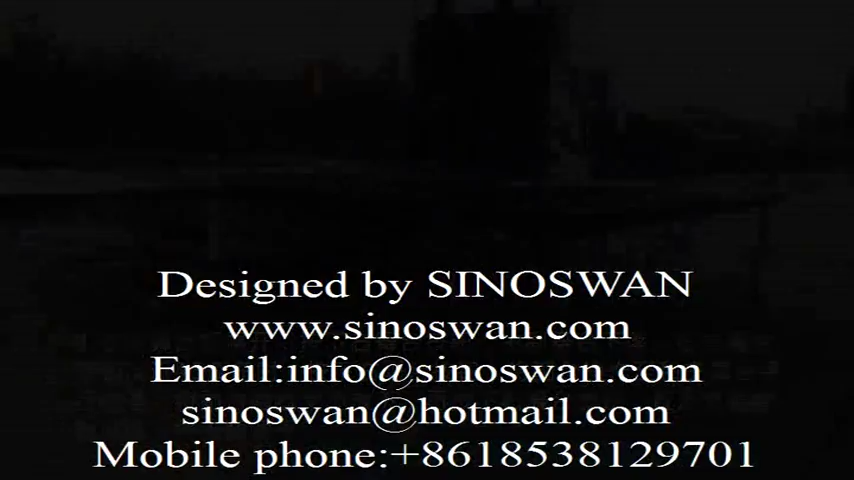 Designed by SINOSWAN
www.sinoswan.com
Email:info@sinoswan.com
sinoswan@hotmail.com
Mobile phone:+8618538129701